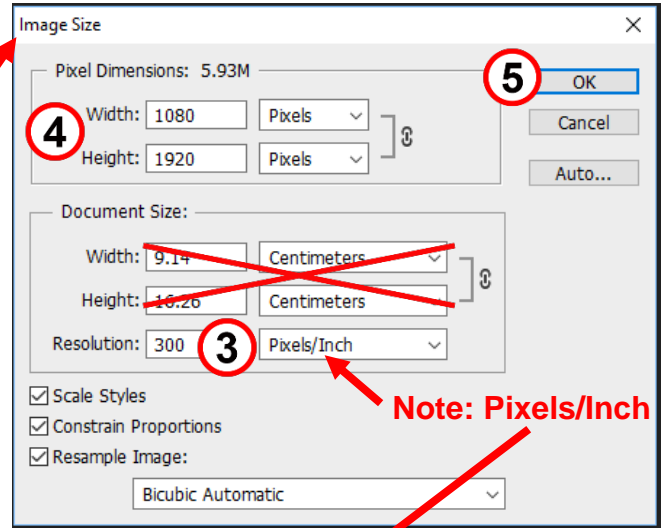 Image Size
Pixel Dimensions: 5.93M
5 OK
4 Width: 1080 Pixels
Cancel
Height: 1920 Pixels
Auto...
Document Size:
Width: 9.14 Centimeters
Height: 16.26 Centimeters
Resolution: 300 3 Pixels/Inch
Scale Styles
Note: Pixels/Inch
Constrain Proportions
Resample Image:
Bicubic Automatic